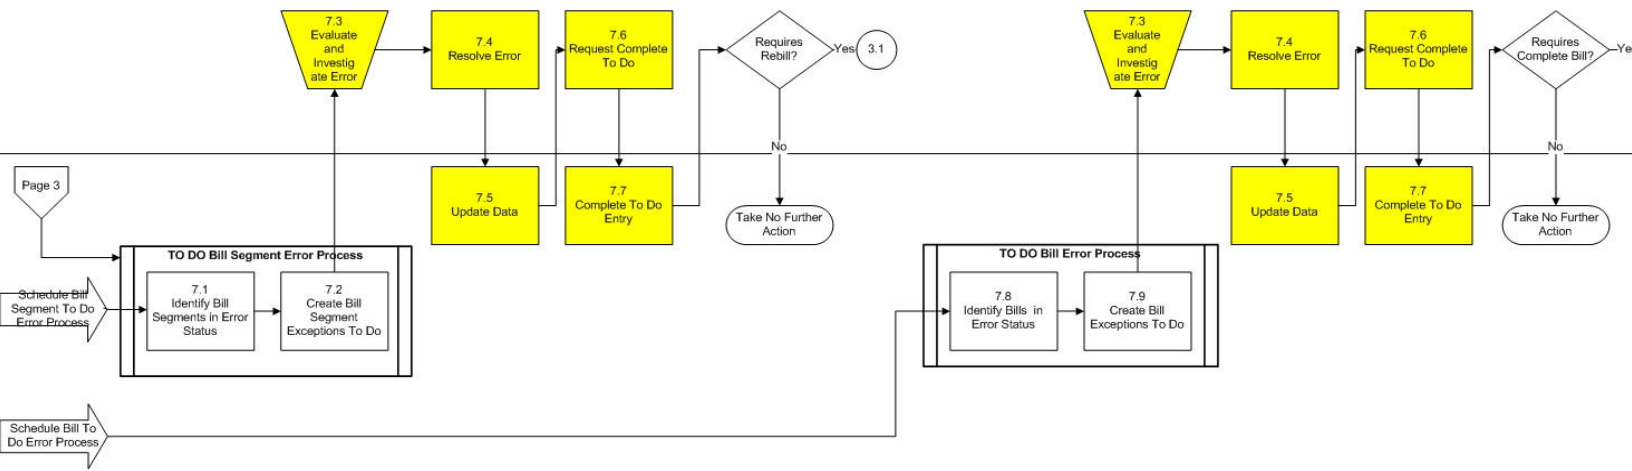 7.3
Evaluate
and
Investig
ate Error
7.4
Resolve Error
7.6
Request Complete
To Do
Requires
Rebill?
Yes
3.1
7.3
Evaluate
and
Investig
ate Error
7.4
Resolve Error
7.6
Request Complete
To Do
Requires
Complete Bill?
Ye
No
No
Page 3
7.5
Update Data
7.7
Complete To Do
Entry
Take No Further
Action
7.5
Update Data
7.7
Complete To Do
Entry
Take No Further
Action
TO DO Bill Segment Error Process
7.1
Identify Bill
Segments in Error
Status
7.2
Create Bill
Segment
Exceptions To Do
Schedule Bill
Segment To Do
Error Process
TO DO Bill Error Process
7.8
Identify Bills in
Error Status
7.9
Create Bill
Exceptions To Do
Schedule Bill To
Do Error Process